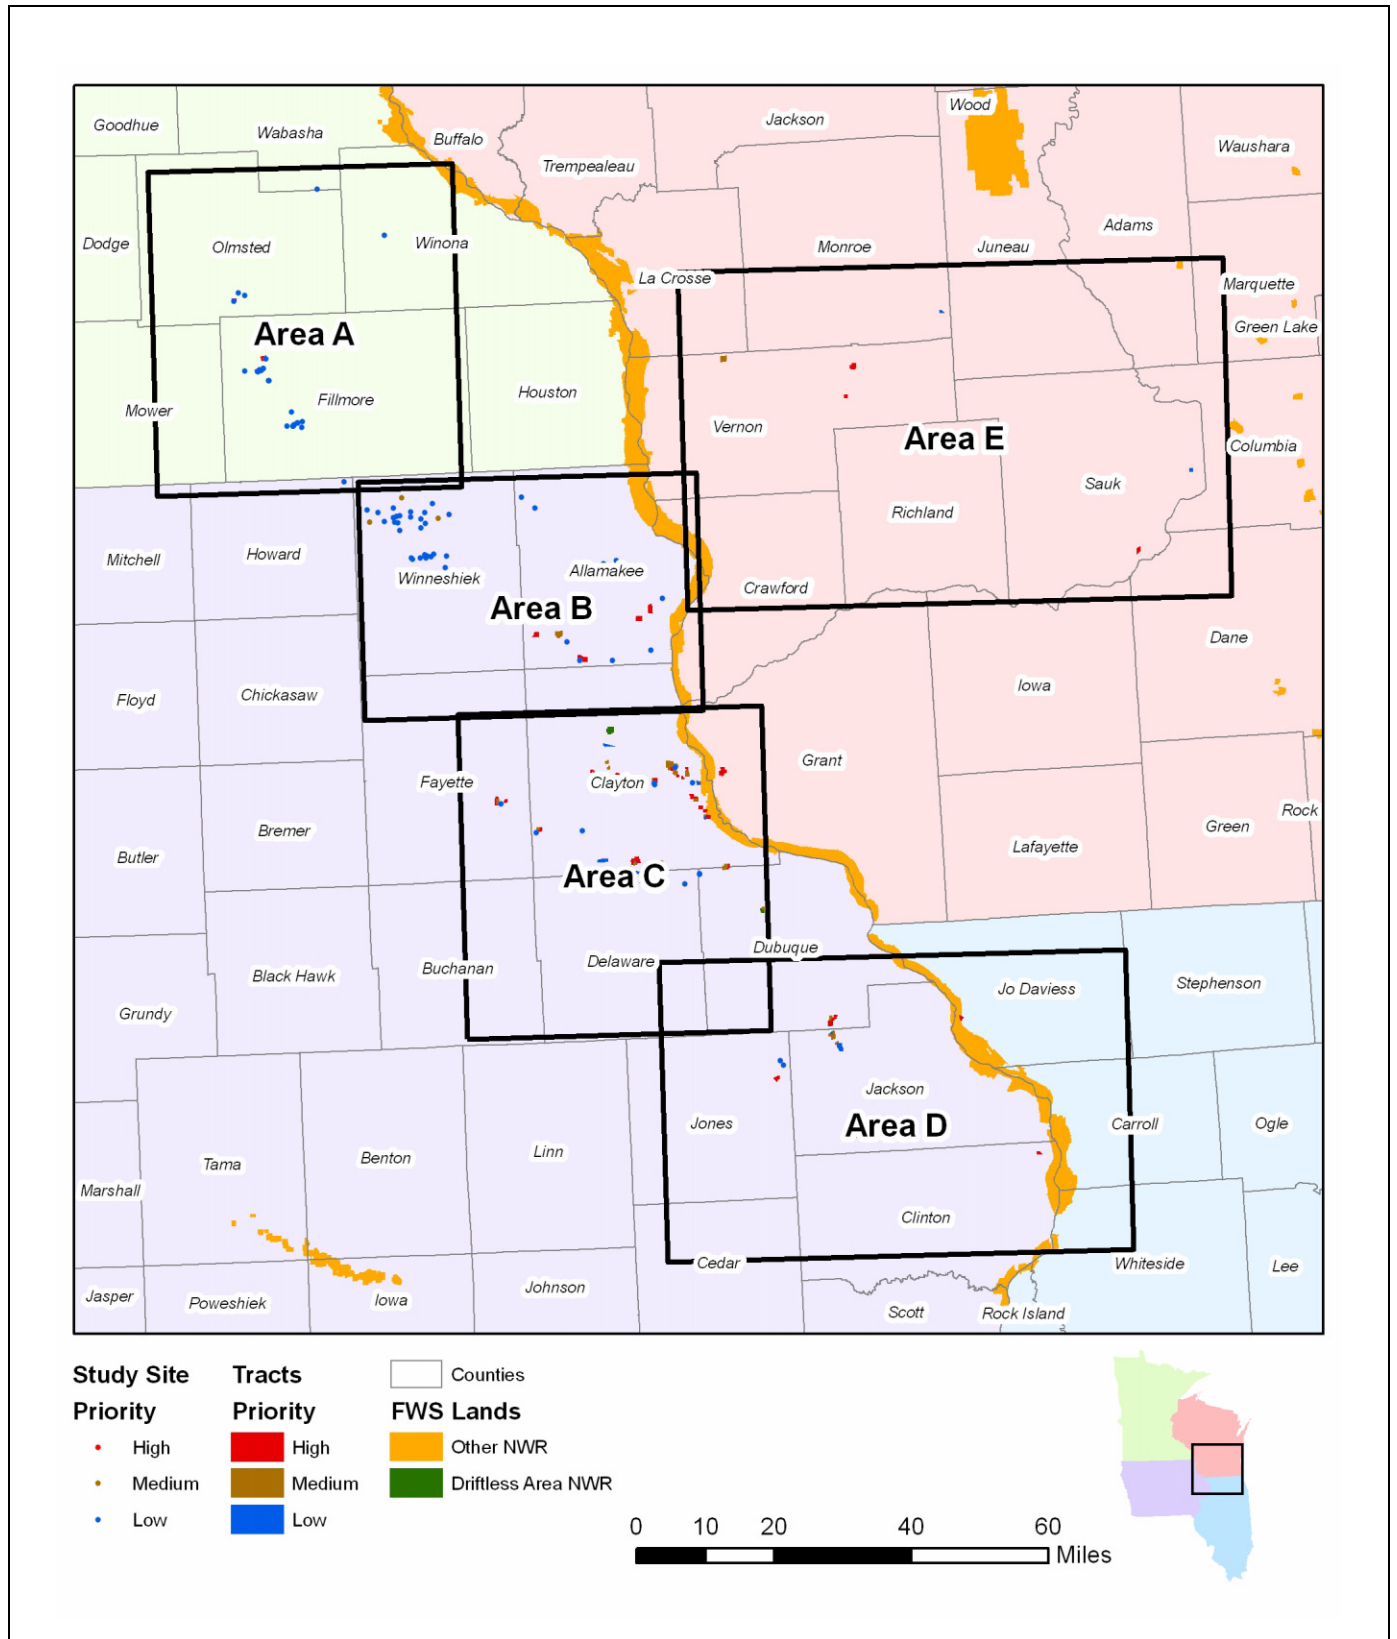 Goodhue
Wabasha
Buffalo
Trempealeau
Jackson
Wood
Waushara
Dodge
Olmsted
Winona
La Crosse
Monroe
Juneau
Adams
Marquette
Green Lake
Area A
Mower
Fillmore
Houston
Vernon
Area E
Columbia
Sauk
Richland
Mitchell
Howard
Winneshiek
Allamakee
Crawford
Area B
Dane
Floyd
Chickasaw
Iowa
Grant
Fayette
Clayton
Bremer
Butler
Lafayette
Green
Rock
Area C
Dubuque
Black Hawk
Buchanan
Delaware
Grundy
Jo Daviess
Stephenson
Jackson
Jones
Area D
Carroll
Ogle
Tama
Benton
Linn
Marshall
Clinton
Cedar
Whiteside
Lee
Jasper
Poweshiek
Iowa
Johnson
Scott
Rock Island
Study Site
Priority
High
Medium
Low
Tracts
Priority
High
Medium
Low
Counties
FWS Lands
Other NWR
Driftless Area NWR
0 10 20 40 60
Miles